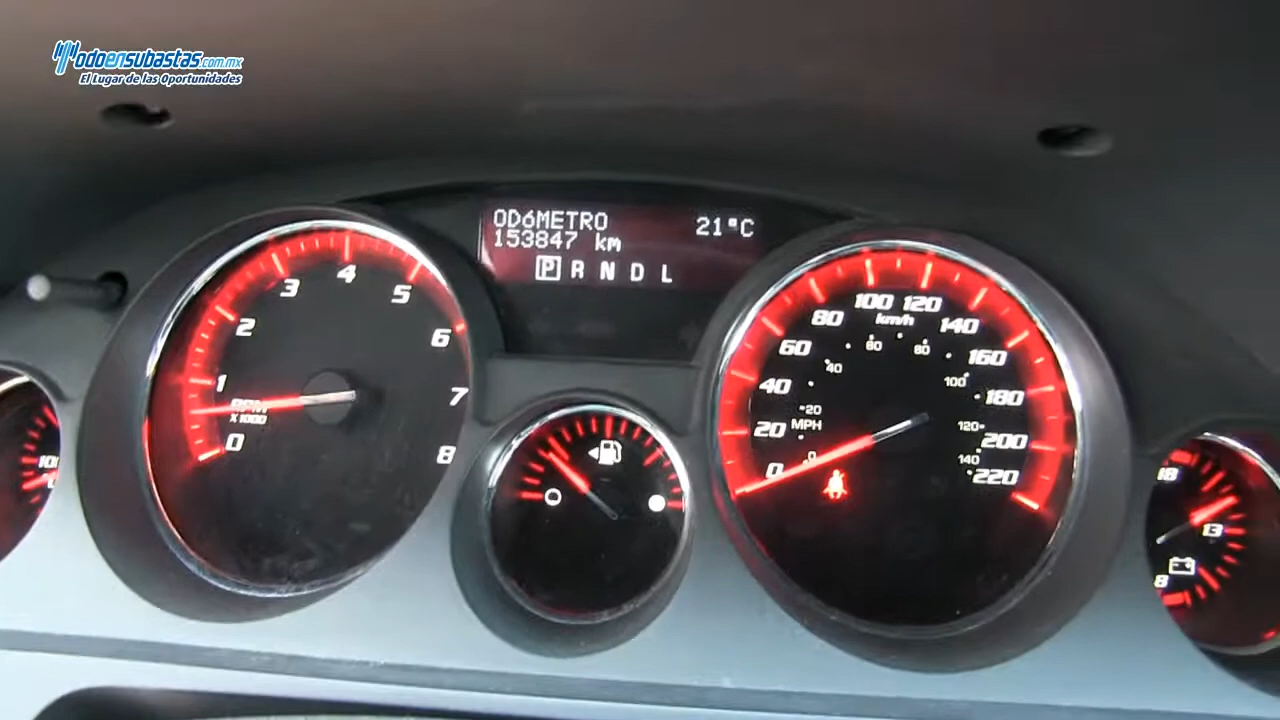 Todoensubastas.com.mx
El Lugar de las Oportunidades
ODÓMETRO 21°C
153847 km
P R N D L
0 1 2 3 4 5 6 7 8
RPM
X 1000
0 20 40 60 80 100 120 140 160 180 200 220
km/h
0 20 40 60 80 100 120 140
MPH
100
18
13
8